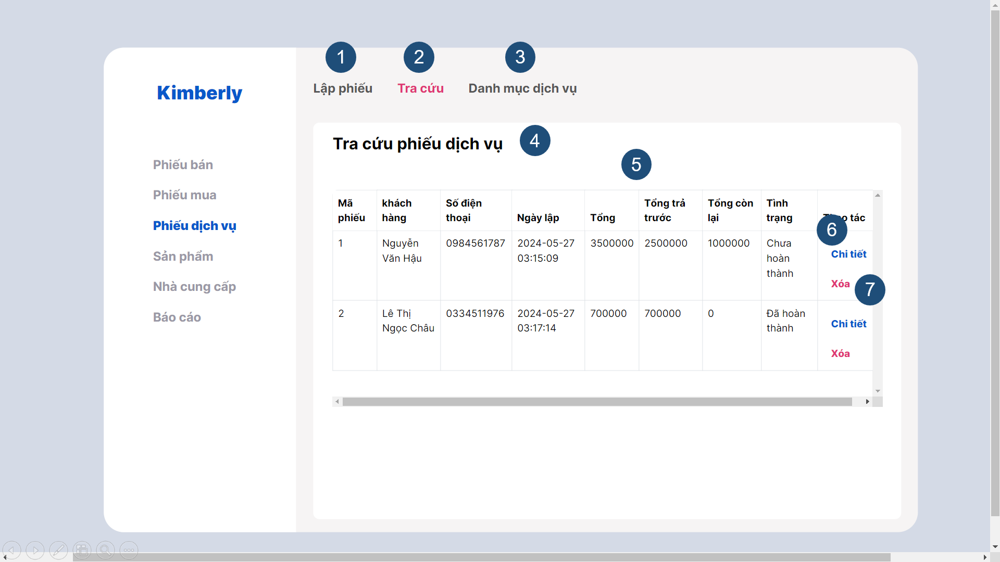 1 2 3
Lập phiếu Tra cứu Danh mục dịch vụ
Kimberly
Phiếu bán
Phiếu mua
Phiếu dịch vụ
Sản phẩm
Nhà cung cấp
Báo cáo
Tra cứu phiếu dịch vụ 4
5
Mã phiếu khách hàng Số điện thoại Ngày lập Tổng Tổng trả trước Tổng còn lại Tình trạng tác
6
1 Nguyễn Văn Hậu 0984561787 2024-05-27 03:15:09 3500000 2500000 1000000 Chưa hoàn thành Chi tiết
Xóa 7
2 Lê Thị Ngọc Châu 0334511976 2024-05-27 03:17:14 700000 700000 0 Đã hoàn thành Chi tiết
Xóa